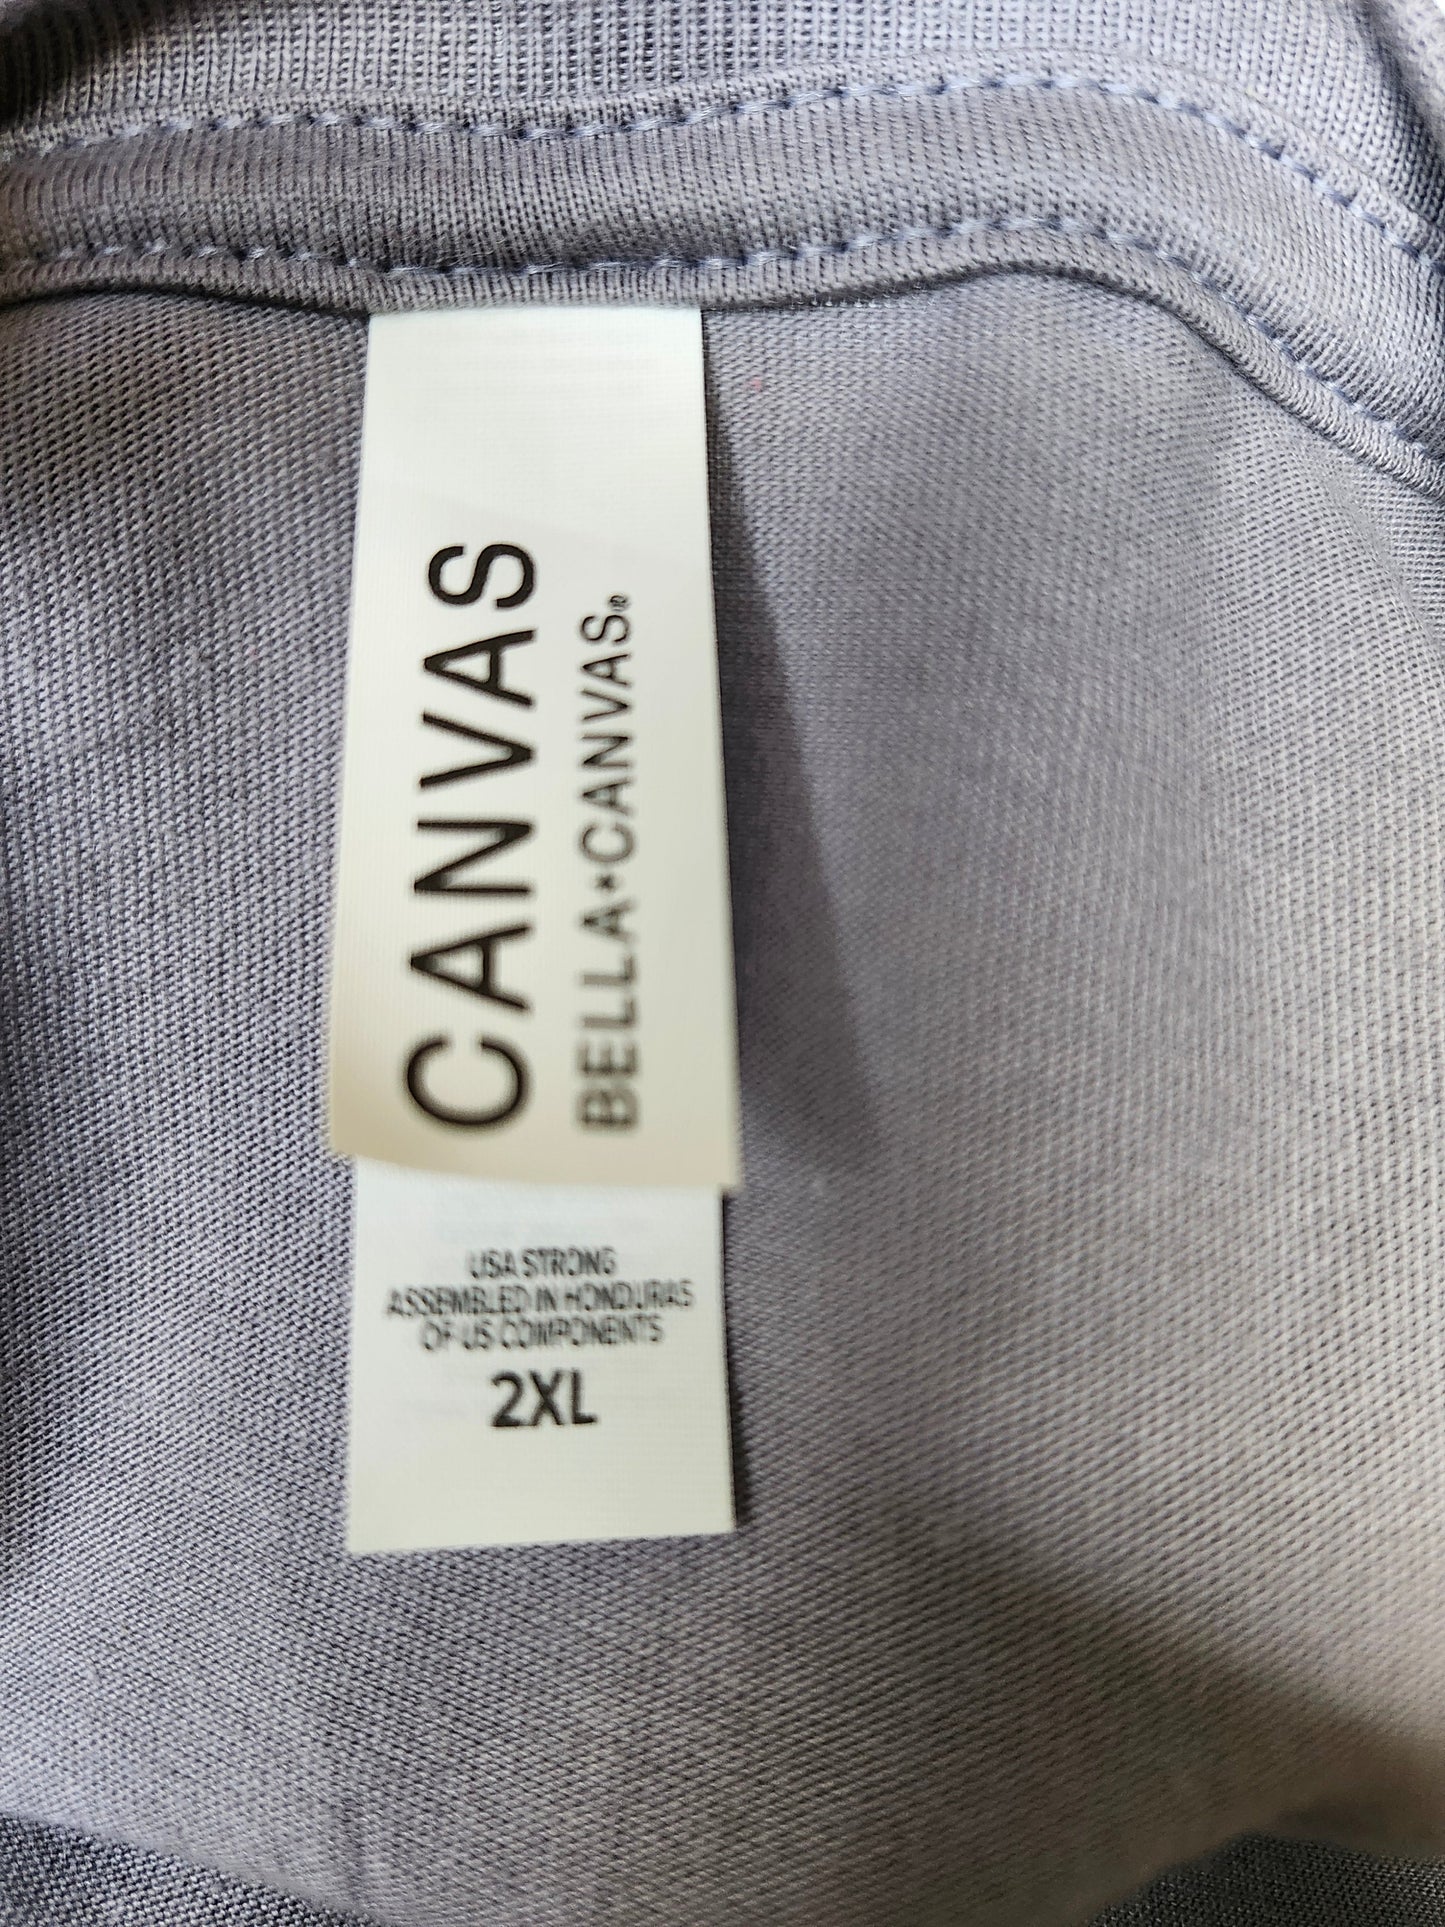 CANVAS
BELLA+CANVAS®
USA STRONG
ASSEMBLED IN HONDURAS
OF US COMPONENTS
2XL